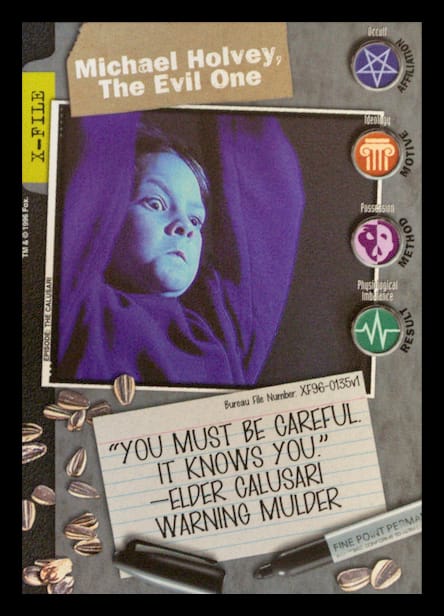 Michael Holvey,
The Evil One
X-FILE
TM & © 1996 Fox.
EPISODE: THE CALUSARI
Occult
AFFILIATION
Ideology
MOTIVE
Possession
METHOD
Physiological
Imbalance
RESULT
Bureau File Number: XF96-0135v1
"YOU MUST BE CAREFUL.
IT KNOWS YOU."
—ELDER CALUSARI
WARNING MULDER
FINE POINT PERMA